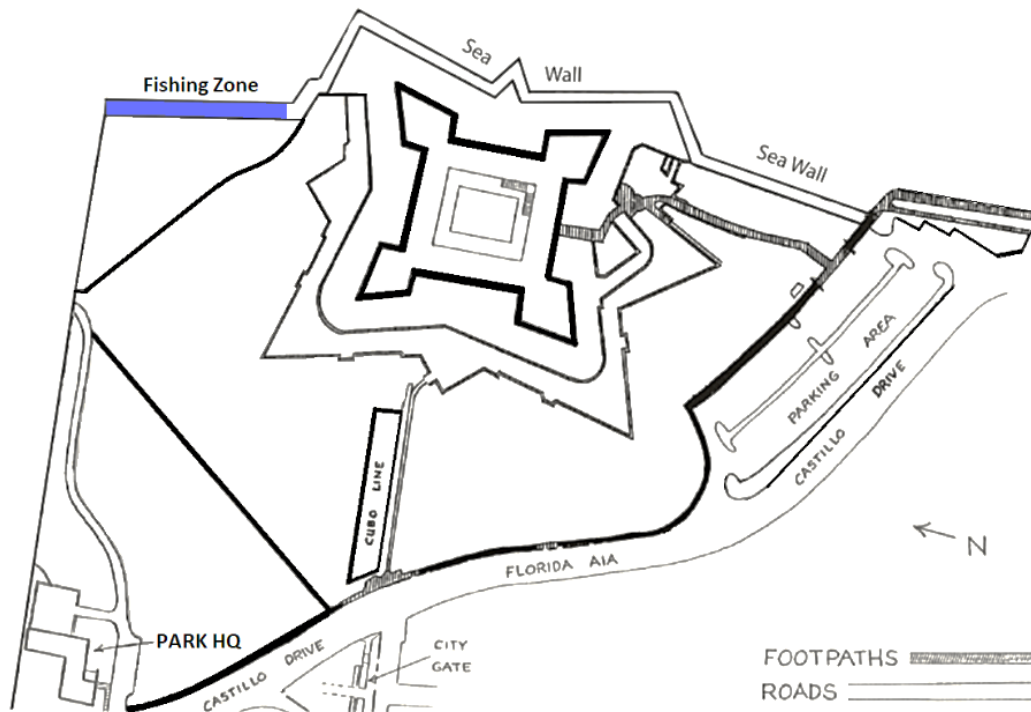 Sea
Wall
Fishing Zone
Sea Wall
PARKING AREA
CASTILLO DRIVE
CUBO LINE
N
FLORIDA A1A
PARK HQ
CASTILLO DRIVE
CITY
GATE
FOOTPATHS
ROADS